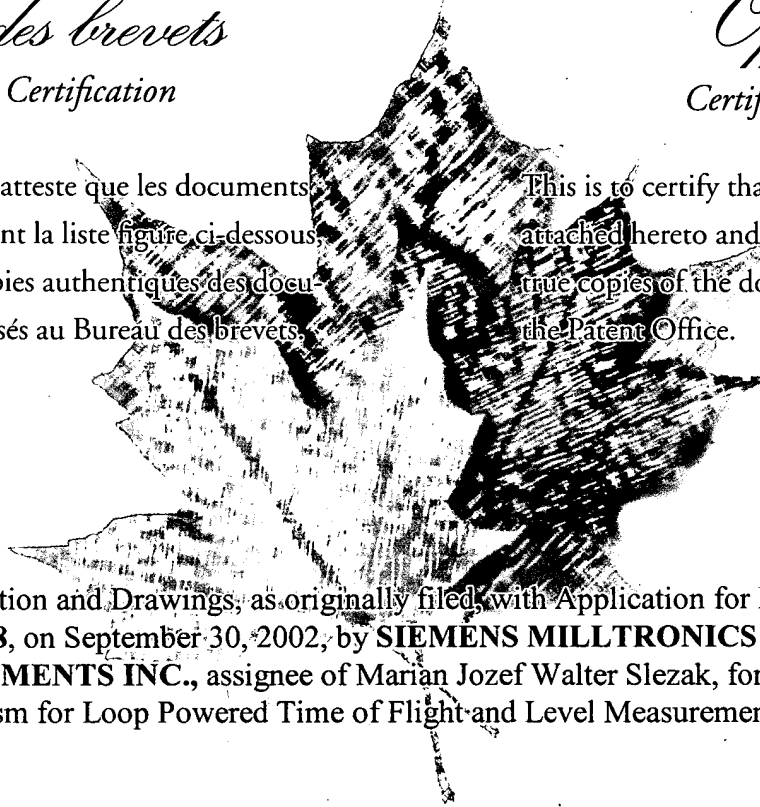 des brevets
Certification
atteste que les documents
nt la liste figure ci-dessous,
pies authentiques des docu-
sés au Bureau des brevets.
Certif
This is to certify tha
attached hereto and
true copies of the do
the Patent Office.
tion and Drawings, as originally filed, with Application for
8, on September 30, 2002, by SIEMENS MILLTRONICS
MENTS INC., assignee of Marian Jozef Walter Slezak, for
sm for Loop Powered Time of Flight and Level Measuremen